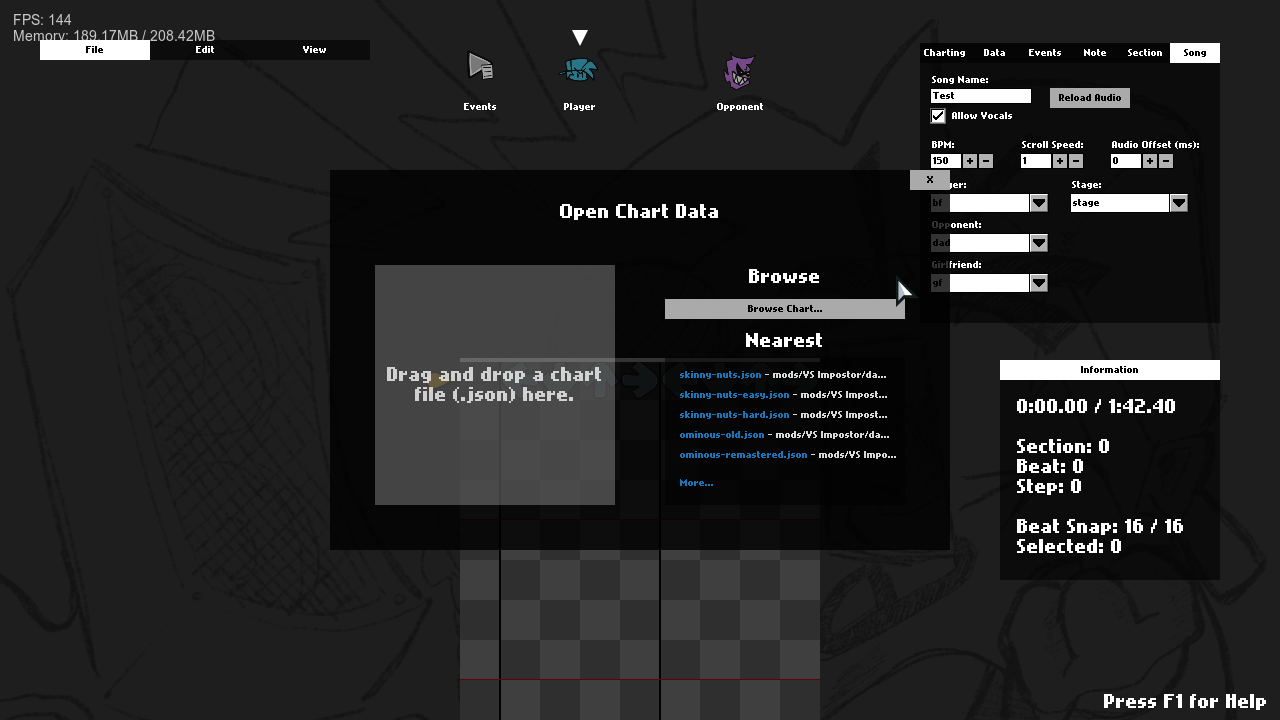 FPS: 144
Memory: 189.17MB / 208.42MB
File Edit View
Events Player Opponent
Charting Data Events Note Section Song
Song Name:
Test Reload Audio
Allow Vocals
BPM: Scroll Speed: Audio Offset (ms):
150 + - 1 + - 0 + -
X
yer: Stage:
bf stage
Opponent:
dad
Girlfriend:
gf
Open Chart Data
Drag and drop a chart
file (.json) here.
Browse
Browse Chart...
Nearest
skinny-nuts.json - mods/VS Impostor/da...
skinny-nuts-easy.json - mods/VS Impost...
skinny-nuts-hard.json - mods/VS Impost...
ominous-old.json - mods/VS Impostor/da...
ominous-remastered.json - mods/VS Impo...
More...
Information
0:00.00 / 1:42.40
Section: 0
Beat: 0
Step: 0
Beat Snap: 16 / 16
Selected: 0
Press F1 for Help